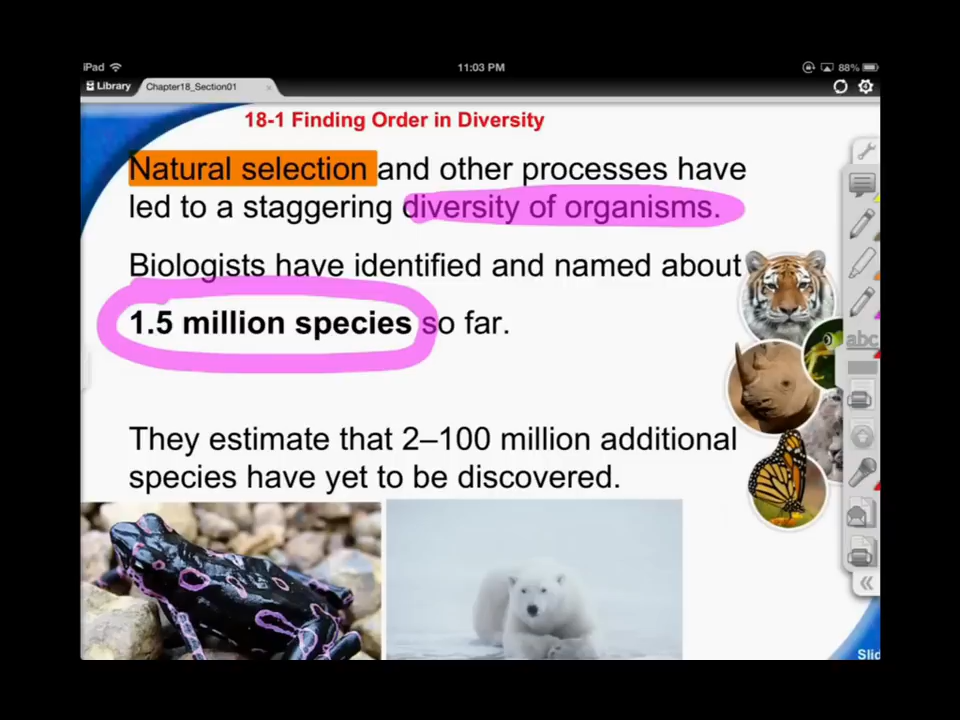 iPad
11:03 PM
88%
Library
Chapter18_Section01
18-1 Finding Order in Diversity
Natural selection and other processes have
led to a staggering diversity of organisms.
Biologists have identified and named about
1.5 million species so far.
They estimate that 2–100 million additional
species have yet to be discovered.
abc
Slid